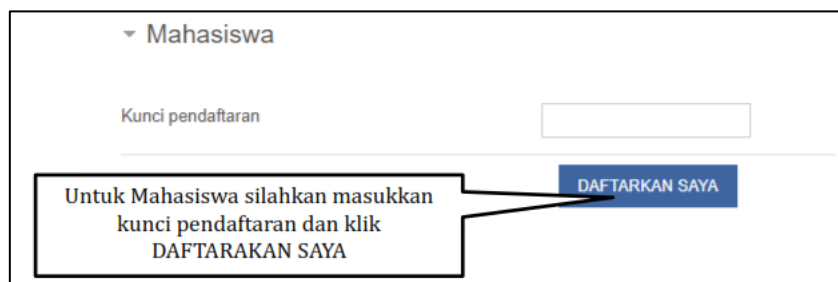 Mahasiswa
Kunci pendaftaran
DAFTARKAN SAYA
Untuk Mahasiswa silahkan masukkan
kunci pendaftaran dan klik
DAFTARAKAN SAYA